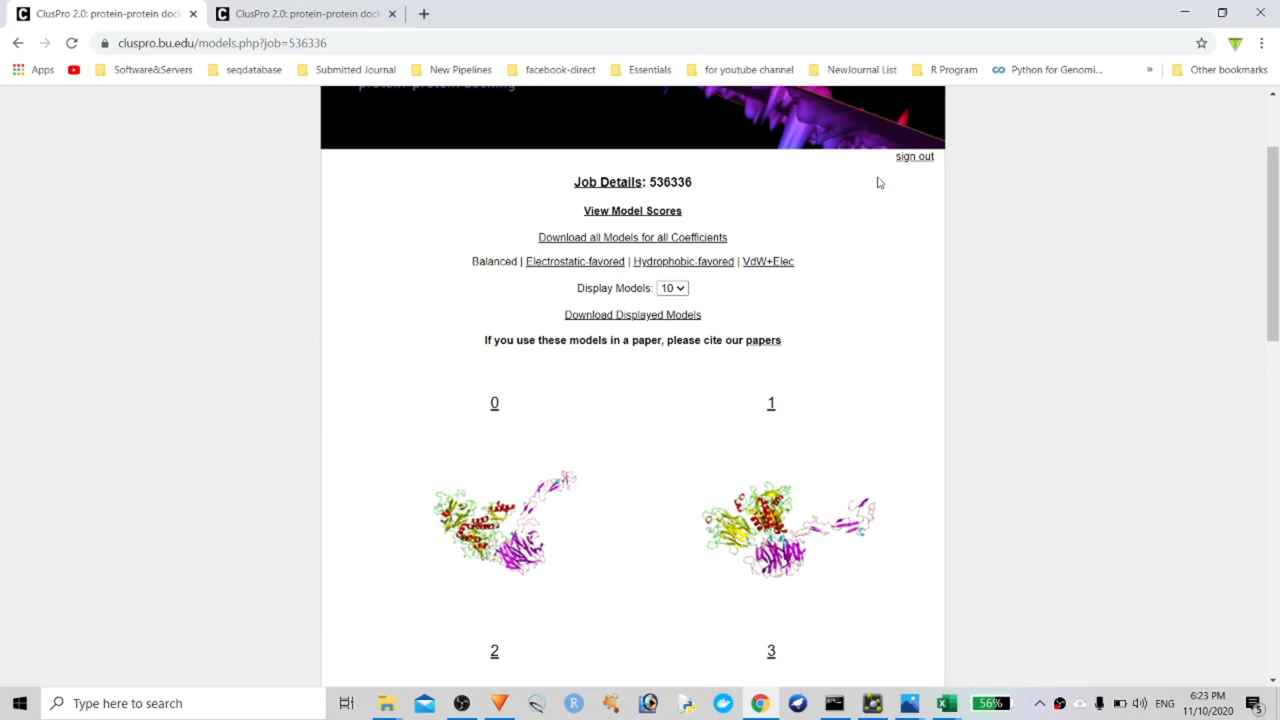 ClusPro 2.0: protein-protein dock
ClusPro 2.0: protein-protein dock
cluspro.bu.edu/models.php?job=536336
Apps
Software&Servers
seqdatabase
Submitted Journal
New Pipelines
facebook-direct
Essentials
for youtube channel
NewJournal List
R Program
Python for Genomi...
»
Other bookmarks
protein-protein docking
sign out
Job Details: 536336
View Model Scores
Download all Models for all Coefficients
Balanced | Electrostatic-favored | Hydrophobic-favored | VdW+Elec
Display Models: 10
Download Displayed Models
If you use these models in a paper, please cite our papers
0
1
2
3
Type here to search
56%
ENG
6:23 PM
11/10/2020
5